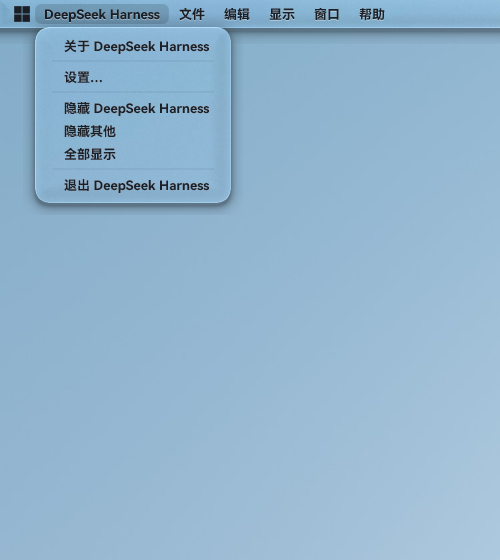 DeepSeek Harness 文件 编辑 显示 窗口 帮助
关于 DeepSeek Harness
设置...
隐藏 DeepSeek Harness
隐藏其他
全部显示
退出 DeepSeek Harness